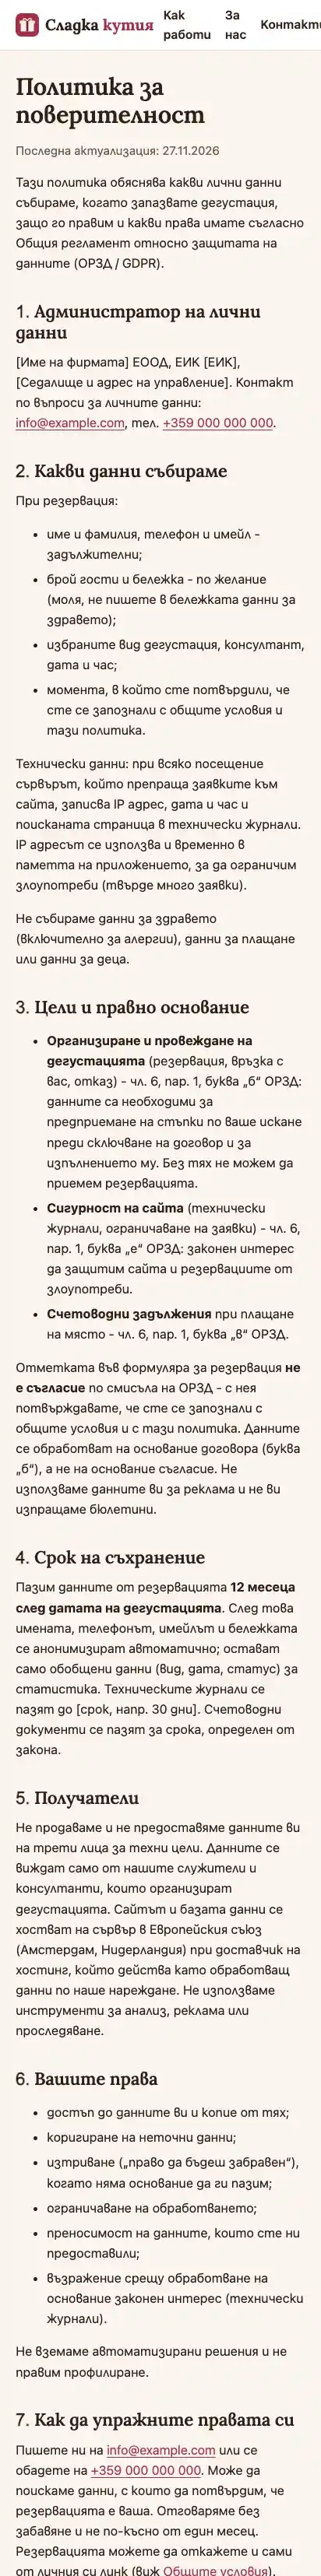 Сладка кутия
Как работи
За нас
Контакти
Политика за
поверителност
Последна актуализация: 27.11.2026
Тази политика обяснява какви лични данни
събираме, когато запазвате дегустация,
защо го правим и какви права имате съгласно
Общия регламент относно защитата на
данните (ОРЗД / GDPR).
1. Администратор на лични
данни
[Име на фирмата] ЕООД, ЕИК [ЕИК],
[Седалище и адрес на управление]. Контакт
по въпроси за личните данни:
info@example.com, тел. +359 000 000 000.
2. Какви данни събираме
При резервация:
• име и фамилия, телефон и имейл -
задължителни;
• брой гости и бележка - по желание
(моля, не пишете в бележката данни за
здравето);
• избраните вид дегустация, консултант,
дата и час;
• момента, в който сте потвърдили, че
сте се запознали с общите условия и
тази политика.
Технически данни: при всяко посещение
сървърът, който препраща заявките към
сайта, записва IP адрес, дата и час и
поисканата страница в технически журнали.
IP адресът се използва и временно в
паметта на приложението, за да ограничим
злоупотреби (твърде много заявки).
Не събираме данни за здравето
(включително за алергии), данни за плащане
или данни за деца.
3. Цели и правно основание
• Организиране и провеждане на
дегустацията (резервация, връзка с
вас, отказ) - чл. 6, пар. 1, буква „б“ ОРЗД:
данните са необходими за
предприемане на стъпки по ваше искане
преди сключване на договор и за
изпълнението му. Без тях не можем да
приемем резервацията.
• Сигурност на сайта (технически
журнали, ограничаване на заявки) - чл. 6,
пар. 1, буква „е“ ОРЗД: законен интерес
да защитим сайта и резервациите от
злоупотреби.
• Счетоводни задължения при плащане
на място - чл. 6, пар. 1, буква „в“ ОРЗД.
Отметката във формуляра за резервация не
е съгласие по смисъла на ОРЗД - с нея
потвърждавате, че сте се запознали с
общите условия и с тази политика. Данните
се обработват на основание договора (буква
„б“), а не на основание съгласие. Не
използваме данните ви за реклама и не ви
изпращаме бюлетини.
4. Срок на съхранение
Пазим данните от резервацията 12 месеца
след датата на дегустацията. След това
имената, телефонът, имейлът и бележката
се анонимизират автоматично; остават
само обобщени данни (вид, дата, статус) за
статистика. Техническите журнали се
пазят до [срок, напр. 30 дни]. Счетоводни
документи се пазят за срока, определен от
закона.
5. Получатели
Не продаваме и не предоставяме данните ви
на трети лица за техни цели. Данните се
виждат само от нашите служители и
консултанти, които организират
дегустацията. Сайтът и базата данни се
хостват на сървър в Европейския съюз
(Амстердам, Нидерландия) при доставчик на
хостинг, който действа като обработващ
данни по наше нареждане. Не използваме
инструменти за анализ, реклама или
проследяване.
6. Вашите права
• достъп до данните ви и копие от тях;
• коригиране на неточни данни;
• изтриване („право да бъдеш забравен“),
когато няма основание да ги пазим;
• ограничаване на обработването;
• преносимост на данните, които сте ни
предоставили;
• възражение срещу обработване на
основание законен интерес (технически
журнали).
Не вземаме автоматизирани решения и не
правим профилиране.
7. Как да упражните правата си
Пишете ни на info@example.com или се
обадете на +359 000 000 000. Може да
поискаме данни, с които да потвърдим, че
резервацията е ваша. Отговаряме без
забавяне и не по-късно от един месец.
Резервацията можете да откажете и сами
от личния си линк (виж Общите условия).